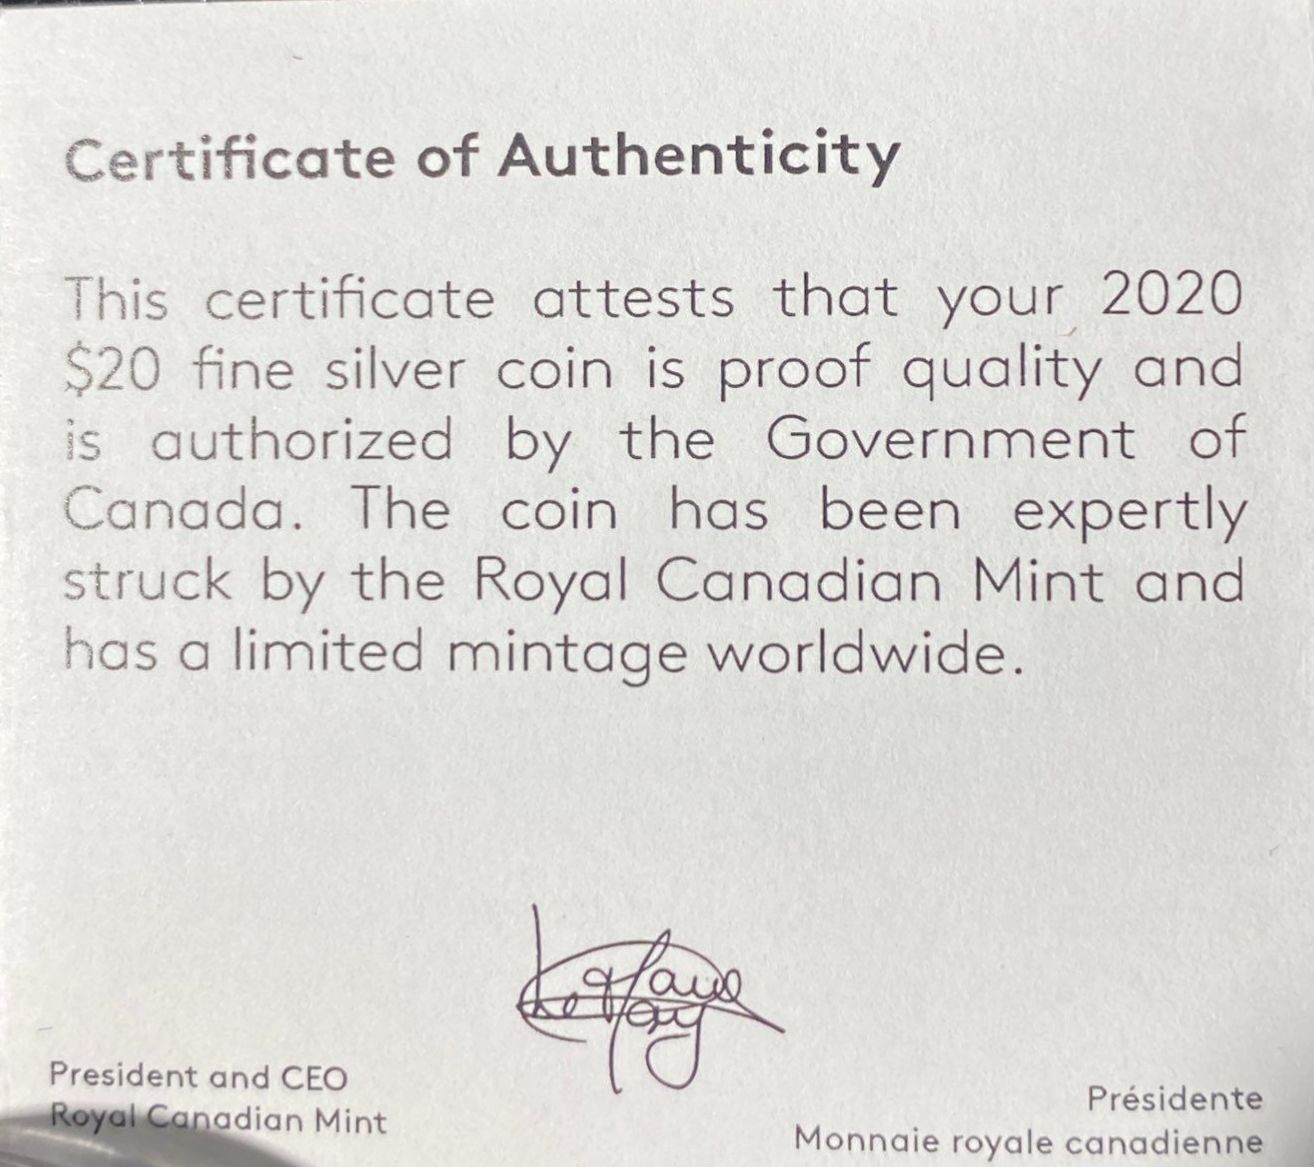 Certificate of Authenticity
This certificate attests that your 2020
$20 fine silver coin is proof quality and
is authorized by the Government of
Canada. The coin has been expertly
struck by the Royal Canadian Mint and
has a limited mintage worldwide.
President and CEO
Royal Canadian Mint
Présidente
Monnaie royale canadienne